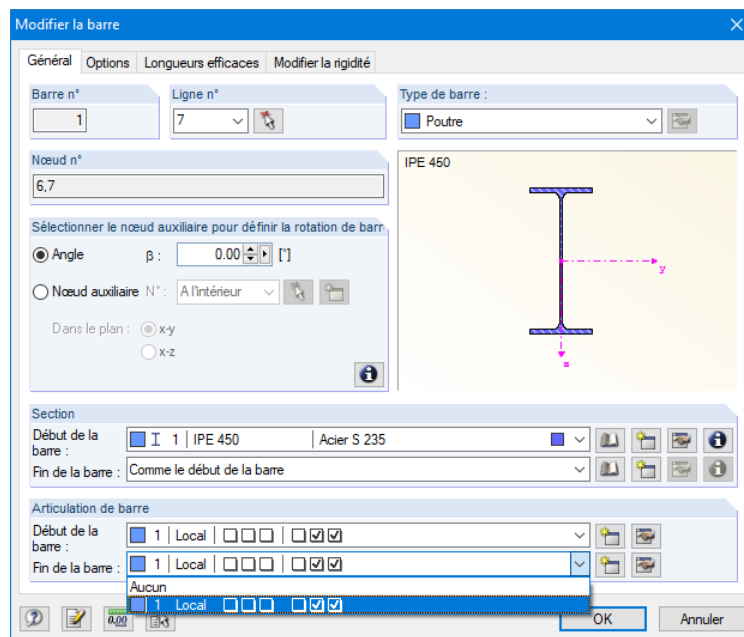 Modifier la barre
Général Options Longueurs efficaces Modifier la rigidité
Barre n° Ligne n° Type de barre :
1 7 Poutre
Nœud n°
6,7
IPE 450
Sélectionner le nœud auxiliaire pour définir la rotation de barr
Angle β : 0.00 [°]
y
Nœud auxiliaire N° : A l'intérieur
Dans le plan : x-y
x-z
z
Section
Début de la barre : 1 IPE 450 Acier S 235
Fin de la barre : Comme le début de la barre
Articulation de barre
Début de la barre : 1 Local
Fin de la barre : 1 Local
Aucun
1 Local
0.00 OK Annuler